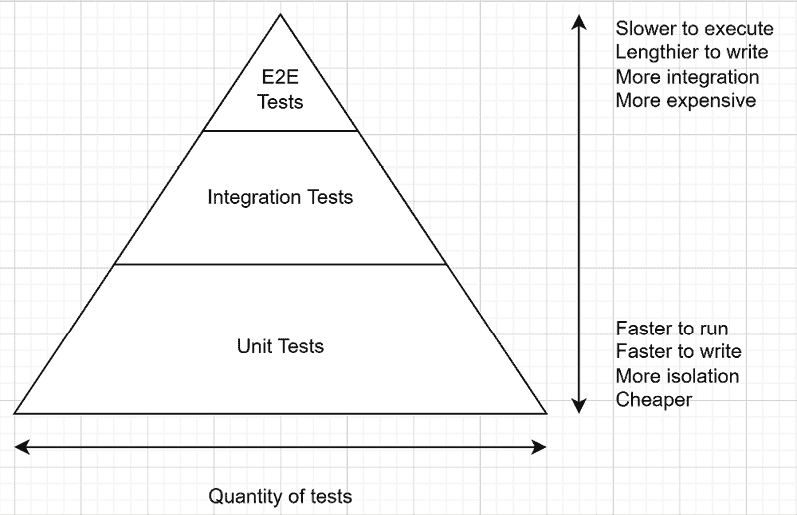 E2E
Tests
Integration Tests
Unit Tests
Quantity of tests
Slower to execute
Lengthier to write
More integration
More expensive
Faster to run
Faster to write
More isolation
Cheaper